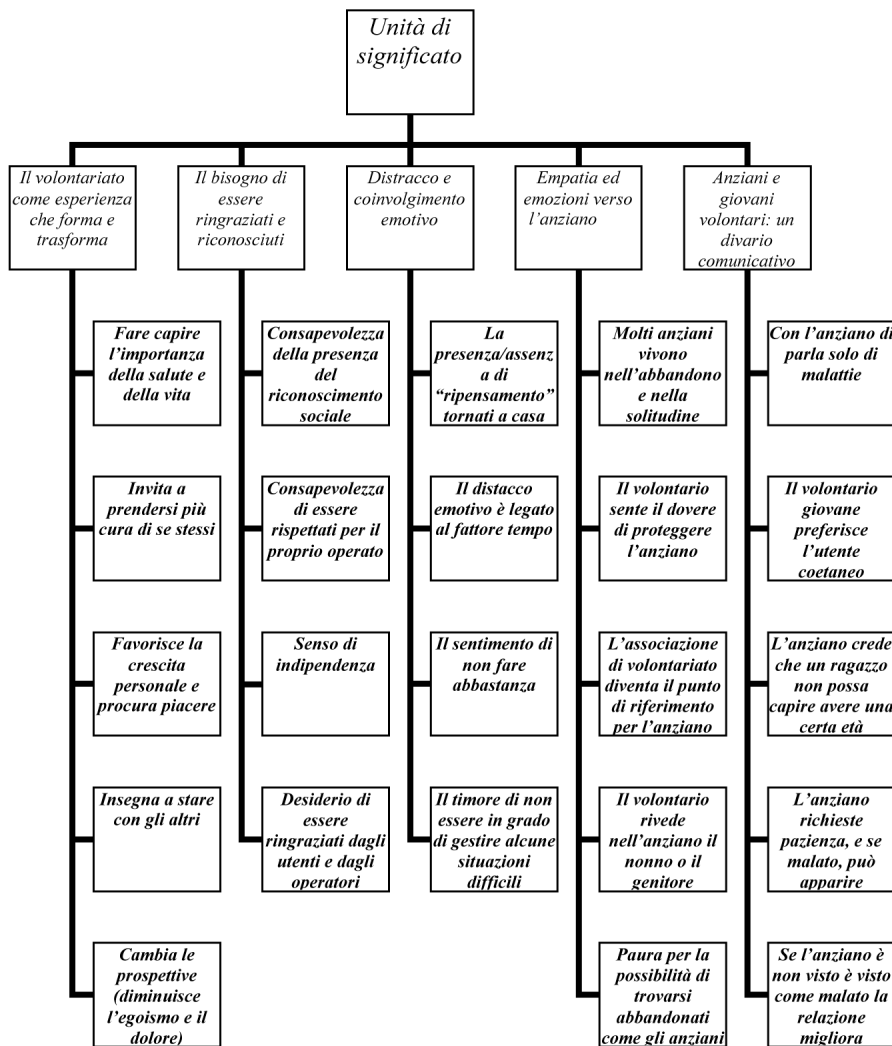 Unità di
significato
Il volontariato
come esperienza
che forma e
trasforma
Il bisogno di
essere
ringraziati e
riconosciuti
Distracco e
coinvolgimento
emotivo
Empatia ed
emozioni verso
l'anziano
Anziani e
giovani
volontari: un
divario
comunicativo
Fare capire
l'importanza
della salute e
della vita
Invita a
prendersi più
cura di se stessi
Favorisce la
crescita
personale e
procura piacere
Insegna a stare
con gli altri
Cambia le
prospettive
(diminuisce
l'egoismo e il
dolore)
Consapevolezza
della presenza
del
riconoscimento
sociale
Consapevolezza
di essere
rispettati per il
proprio operato
Senso di
indipendenza
Desiderio di
essere
ringraziati dagli
utenti e dagli
operatori
La
presenza/assenz
a di
“ripensamento”
tornati a casa
Il distacco
emotivo è legato
al fattore tempo
Il sentimento di
non fare
abbastanza
Il timore di non
essere in grado
di gestire alcune
situazioni
difficili
Molti anziani
vivono
nell'abbandono
e nella
solitudine
Il volontario
sente il dovere
di proteggere
l'anziano
L'associazione
di volontariato
diventa il punto
di riferimento
per l'anziano
Il volontario
rivede
nell'anziano il
nonno o il
genitore
Paura per la
possibilità di
trovarsi
abbandonati
come gli anziani
Con l'anziano di
parla solo di
malattie
Il volontario
giovane
preferisce
l'utente
coetaneo
L'anziano crede
che un ragazzo
non possa
capire avere una
certa età
L'anziano
richieste
pazienza, e se
malato, può
apparire
Se l'anziano è
non visto è visto
come malato la
relazione
migliora